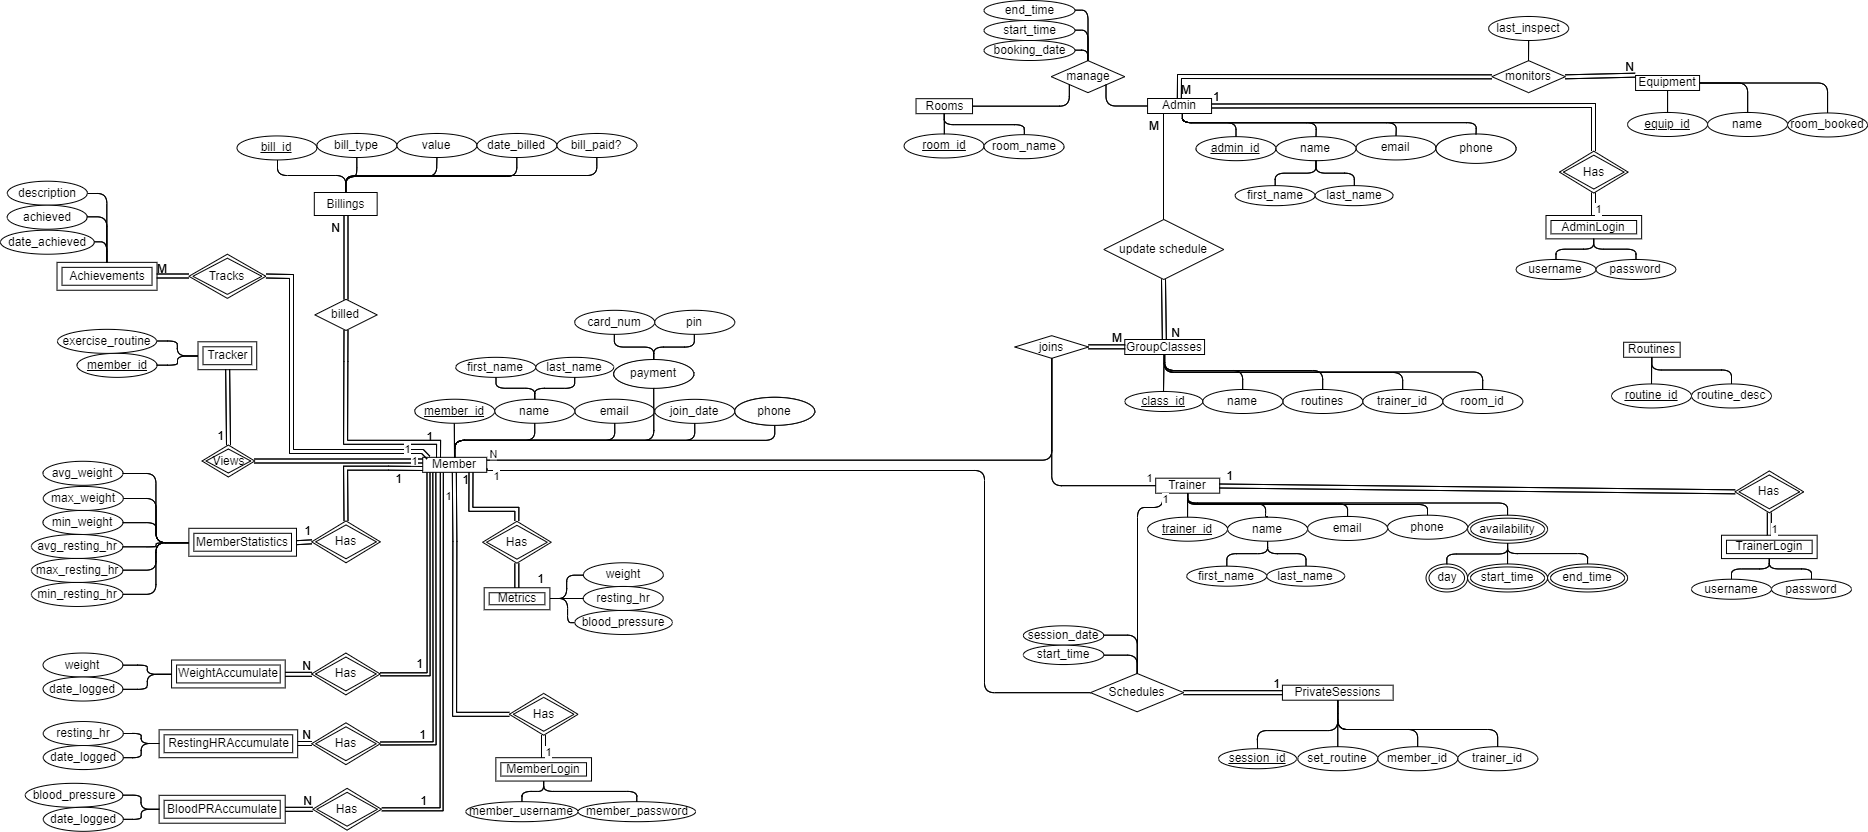 end_time
start_time
booking_date
manage
last_inspect
monitors
N
Equipment
equip_id
name
room_booked
Rooms
room_id
room_name
M
Admin
1
M
admin_id
name
email
phone
first_name
last_name
Has
1
AdminLogin
username
password
bill_id
bill_type
value
date_billed
bill_paid?
Billings
N
billed
1
description
achieved
date_achieved
Achievements
M
Tracks
1
exercise_routine
member_id
Tracker
1
Views
1
update schedule
N
joins
M
GroupClasses
class_id
name
routines
trainer_id
room_id
Routines
routine_id
routine_desc
card_num
pin
first_name
last_name
payment
member_id
name
email
join_date
phone
Member
N
1
1
1
1
avg_weight
max_weight
min_weight
avg_resting_hr
max_resting_hr
min_resting_hr
MemberStatistics
1
Has
Has
1
Metrics
weight
resting_hr
blood_pressure
1
Trainer
1
1
trainer_id
name
email
phone
availability
first_name
last_name
day
start_time
end_time
Has
1
TrainerLogin
username
password
weight
date_logged
WeightAccumulate
N
Has
1
resting_hr
date_logged
RestingHRAccumulate
N
Has
1
blood_pressure
date_logged
BloodPRAccumulate
N
Has
1
Has
1
MemberLogin
member_username
member_password
session_date
start_time
Schedules
1
PrivateSessions
session_id
set_routine
member_id
trainer_id